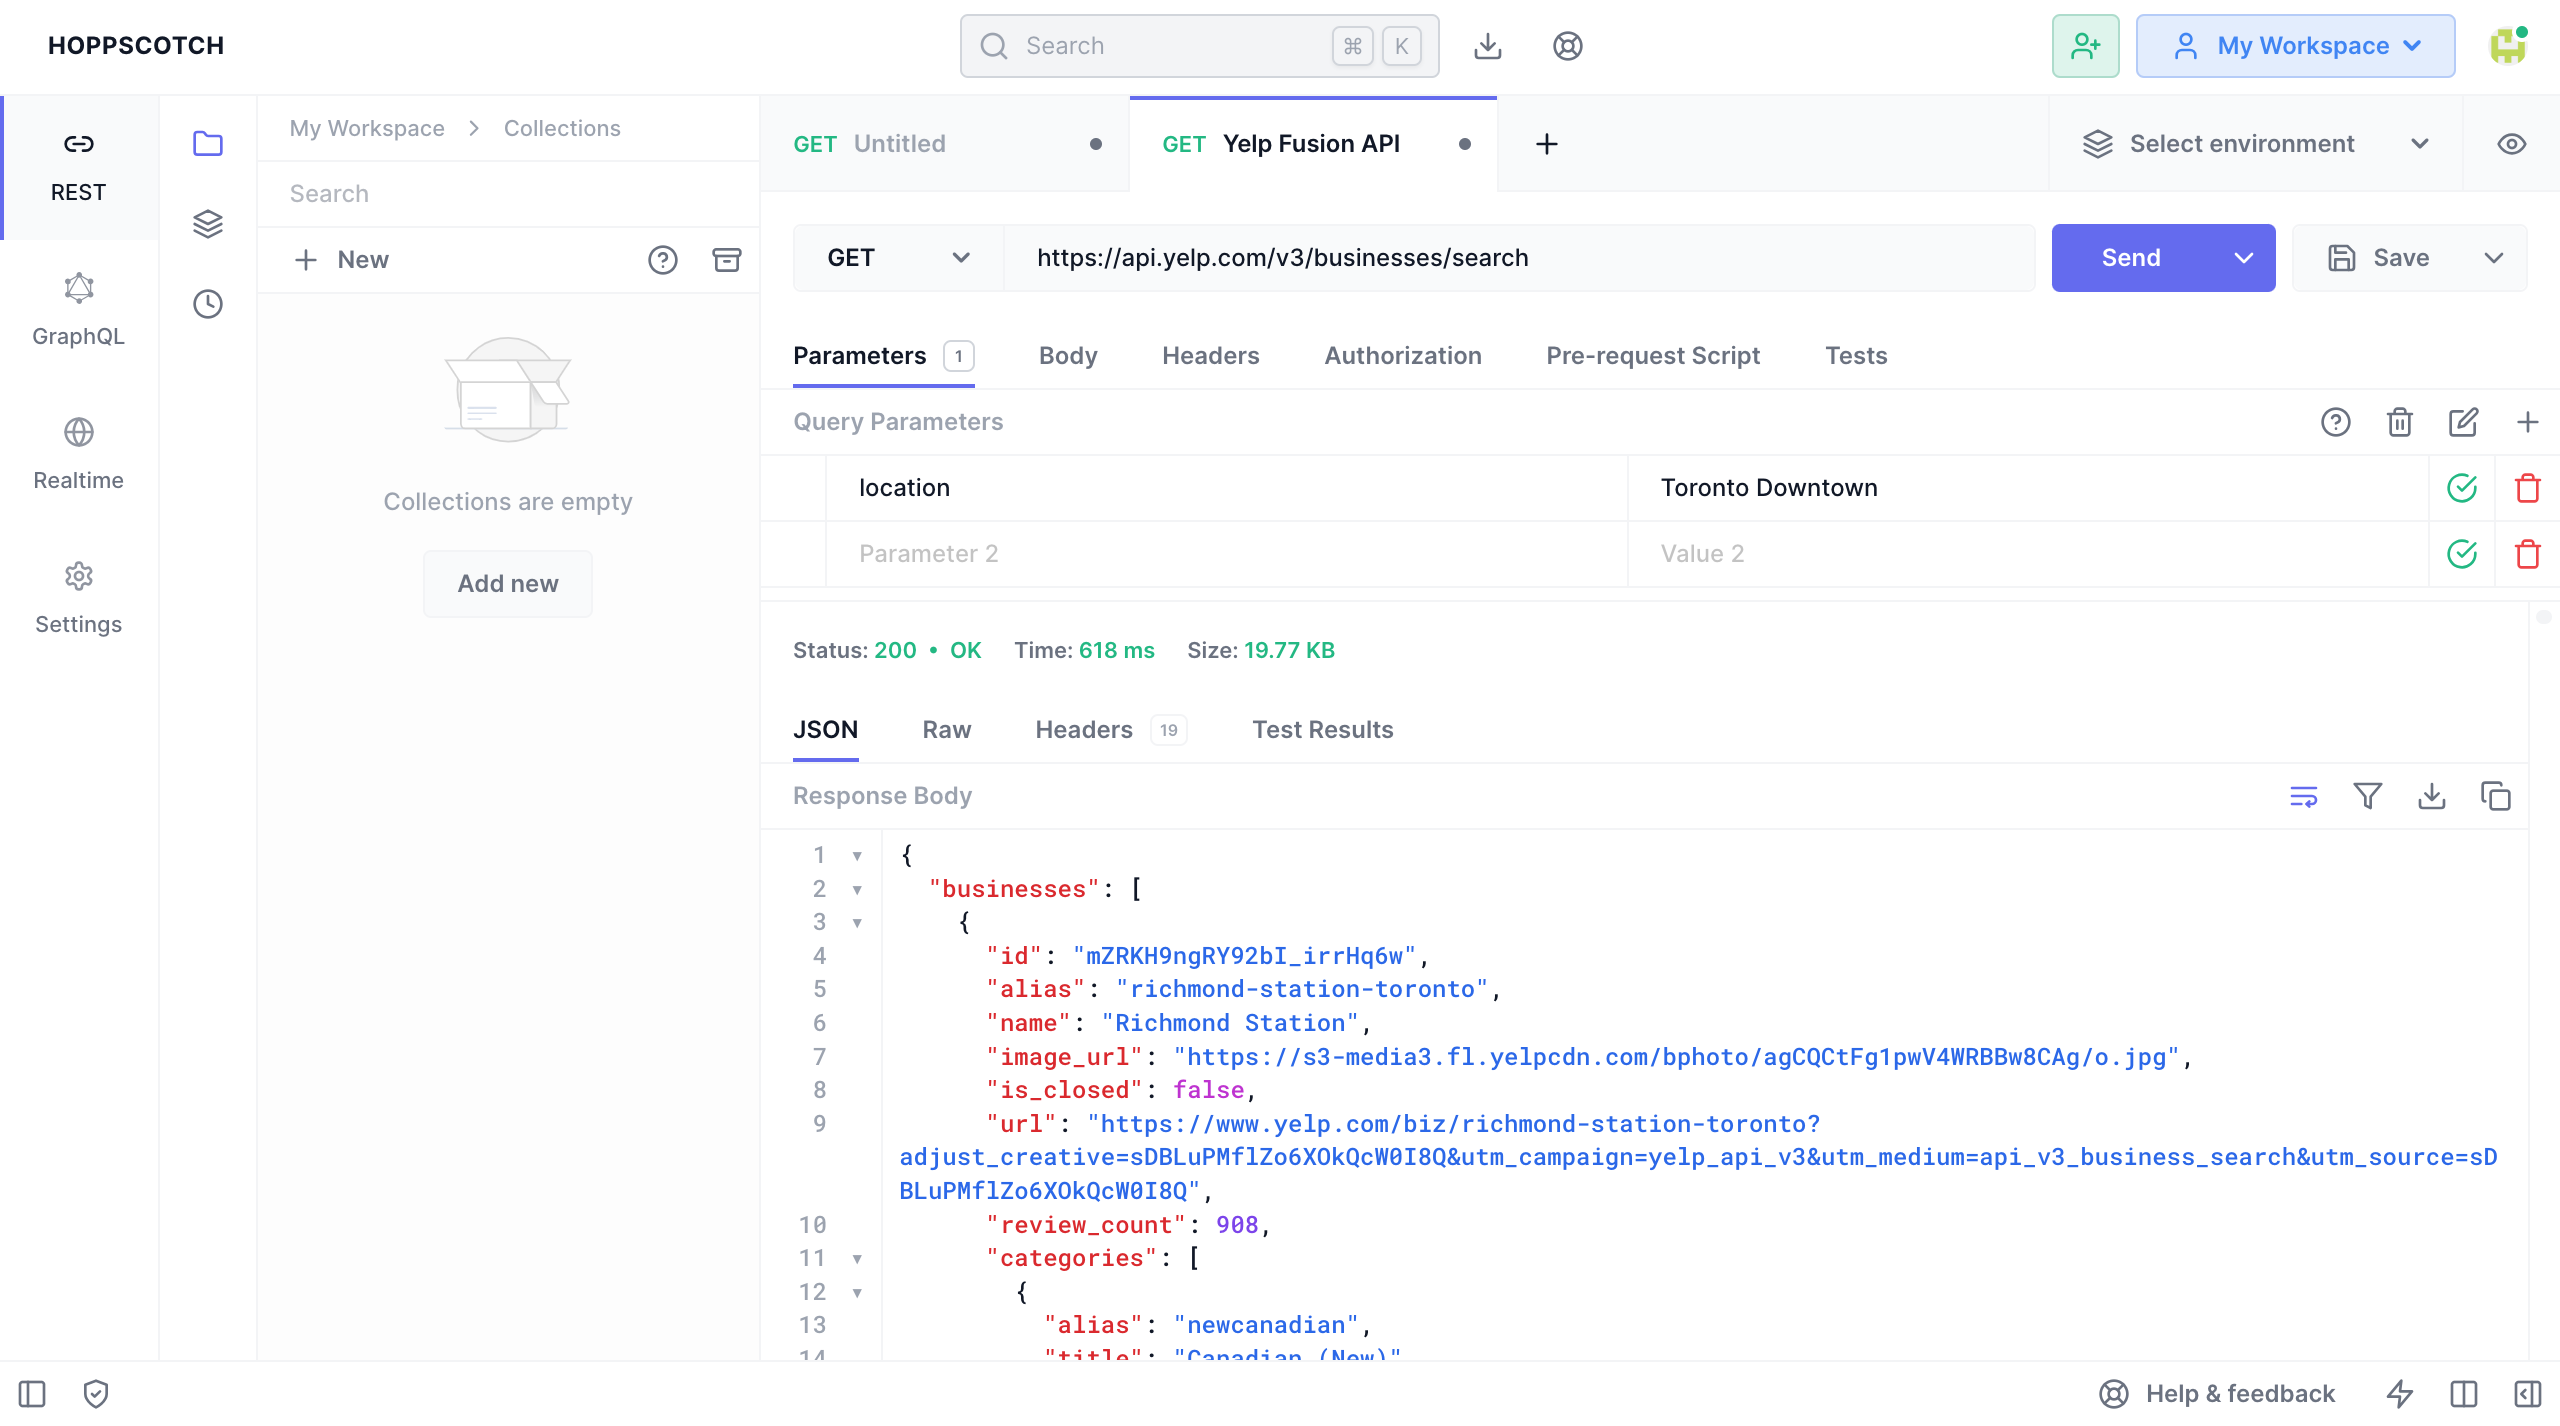 HOPPSCOTCH
Search
⌘ K
My Workspace
REST
GraphQL
Realtime
Settings
My Workspace > Collections
Search
New
Collections are empty
Add new
GET Untitled
GET Yelp Fusion API
Select environment
GET https://api.yelp.com/v3/businesses/search
Send
Save
Parameters 1 Body Headers Authorization Pre-request Script Tests
Query Parameters
location Toronto Downtown
Parameter 2 Value 2
Status: 200 • OK Time: 618 ms Size: 19.77 KB
JSON Raw Headers 19 Test Results
Response Body
1 {
2 "businesses": [
3 {
4 "id": "mZRKH9ngRY92bI_irrHq6w",
5 "alias": "richmond-station-toronto",
6 "name": "Richmond Station",
7 "image_url": "https://s3-media3.fl.yelpcdn.com/bphoto/agCQCtFg1pwV4WRBBw8CAg/o.jpg",
8 "is_closed": false,
9 "url": "https://www.yelp.com/biz/richmond-station-toronto?
adjust_creative=sDBLuPMflZo6XOkQcW0I8Q&utm_campaign=yelp_api_v3&utm_medium=api_v3_business_search&utm_source=sD
BLuPMflZo6XOkQcW0I8Q",
10 "review_count": 908,
11 "categories": [
12 {
13 "alias": "newcanadian",
14 "title": "Canadian (New)"
Help & feedback